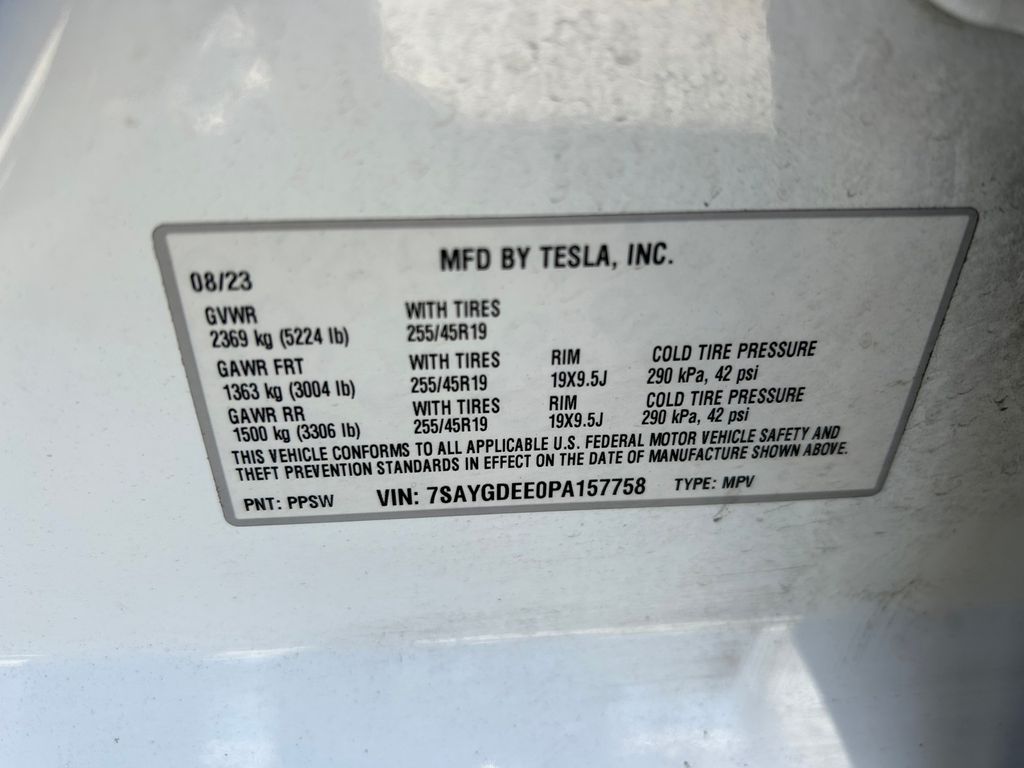 MFD BY TESLA, INC.
08/23
GVWR WITH TIRES
2369 kg (5224 lb) 255/45R19
GAWR FRT WITH TIRES RIM COLD TIRE PRESSURE
1363 kg (3004 lb) 255/45R19 19X9.5J 290 kPa, 42 psi
GAWR RR WITH TIRES RIM COLD TIRE PRESSURE
1500 kg (3306 lb) 255/45R19 19X9.5J 290 kPa, 42 psi
THIS VEHICLE CONFORMS TO ALL APPLICABLE U.S. FEDERAL MOTOR VEHICLE SAFETY AND
THEFT PREVENTION STANDARDS IN EFFECT ON THE DATE OF MANUFACTURE SHOWN ABOVE.
PNT: PPSW VIN: 7SAYGDEE0PA157758 TYPE: MPV